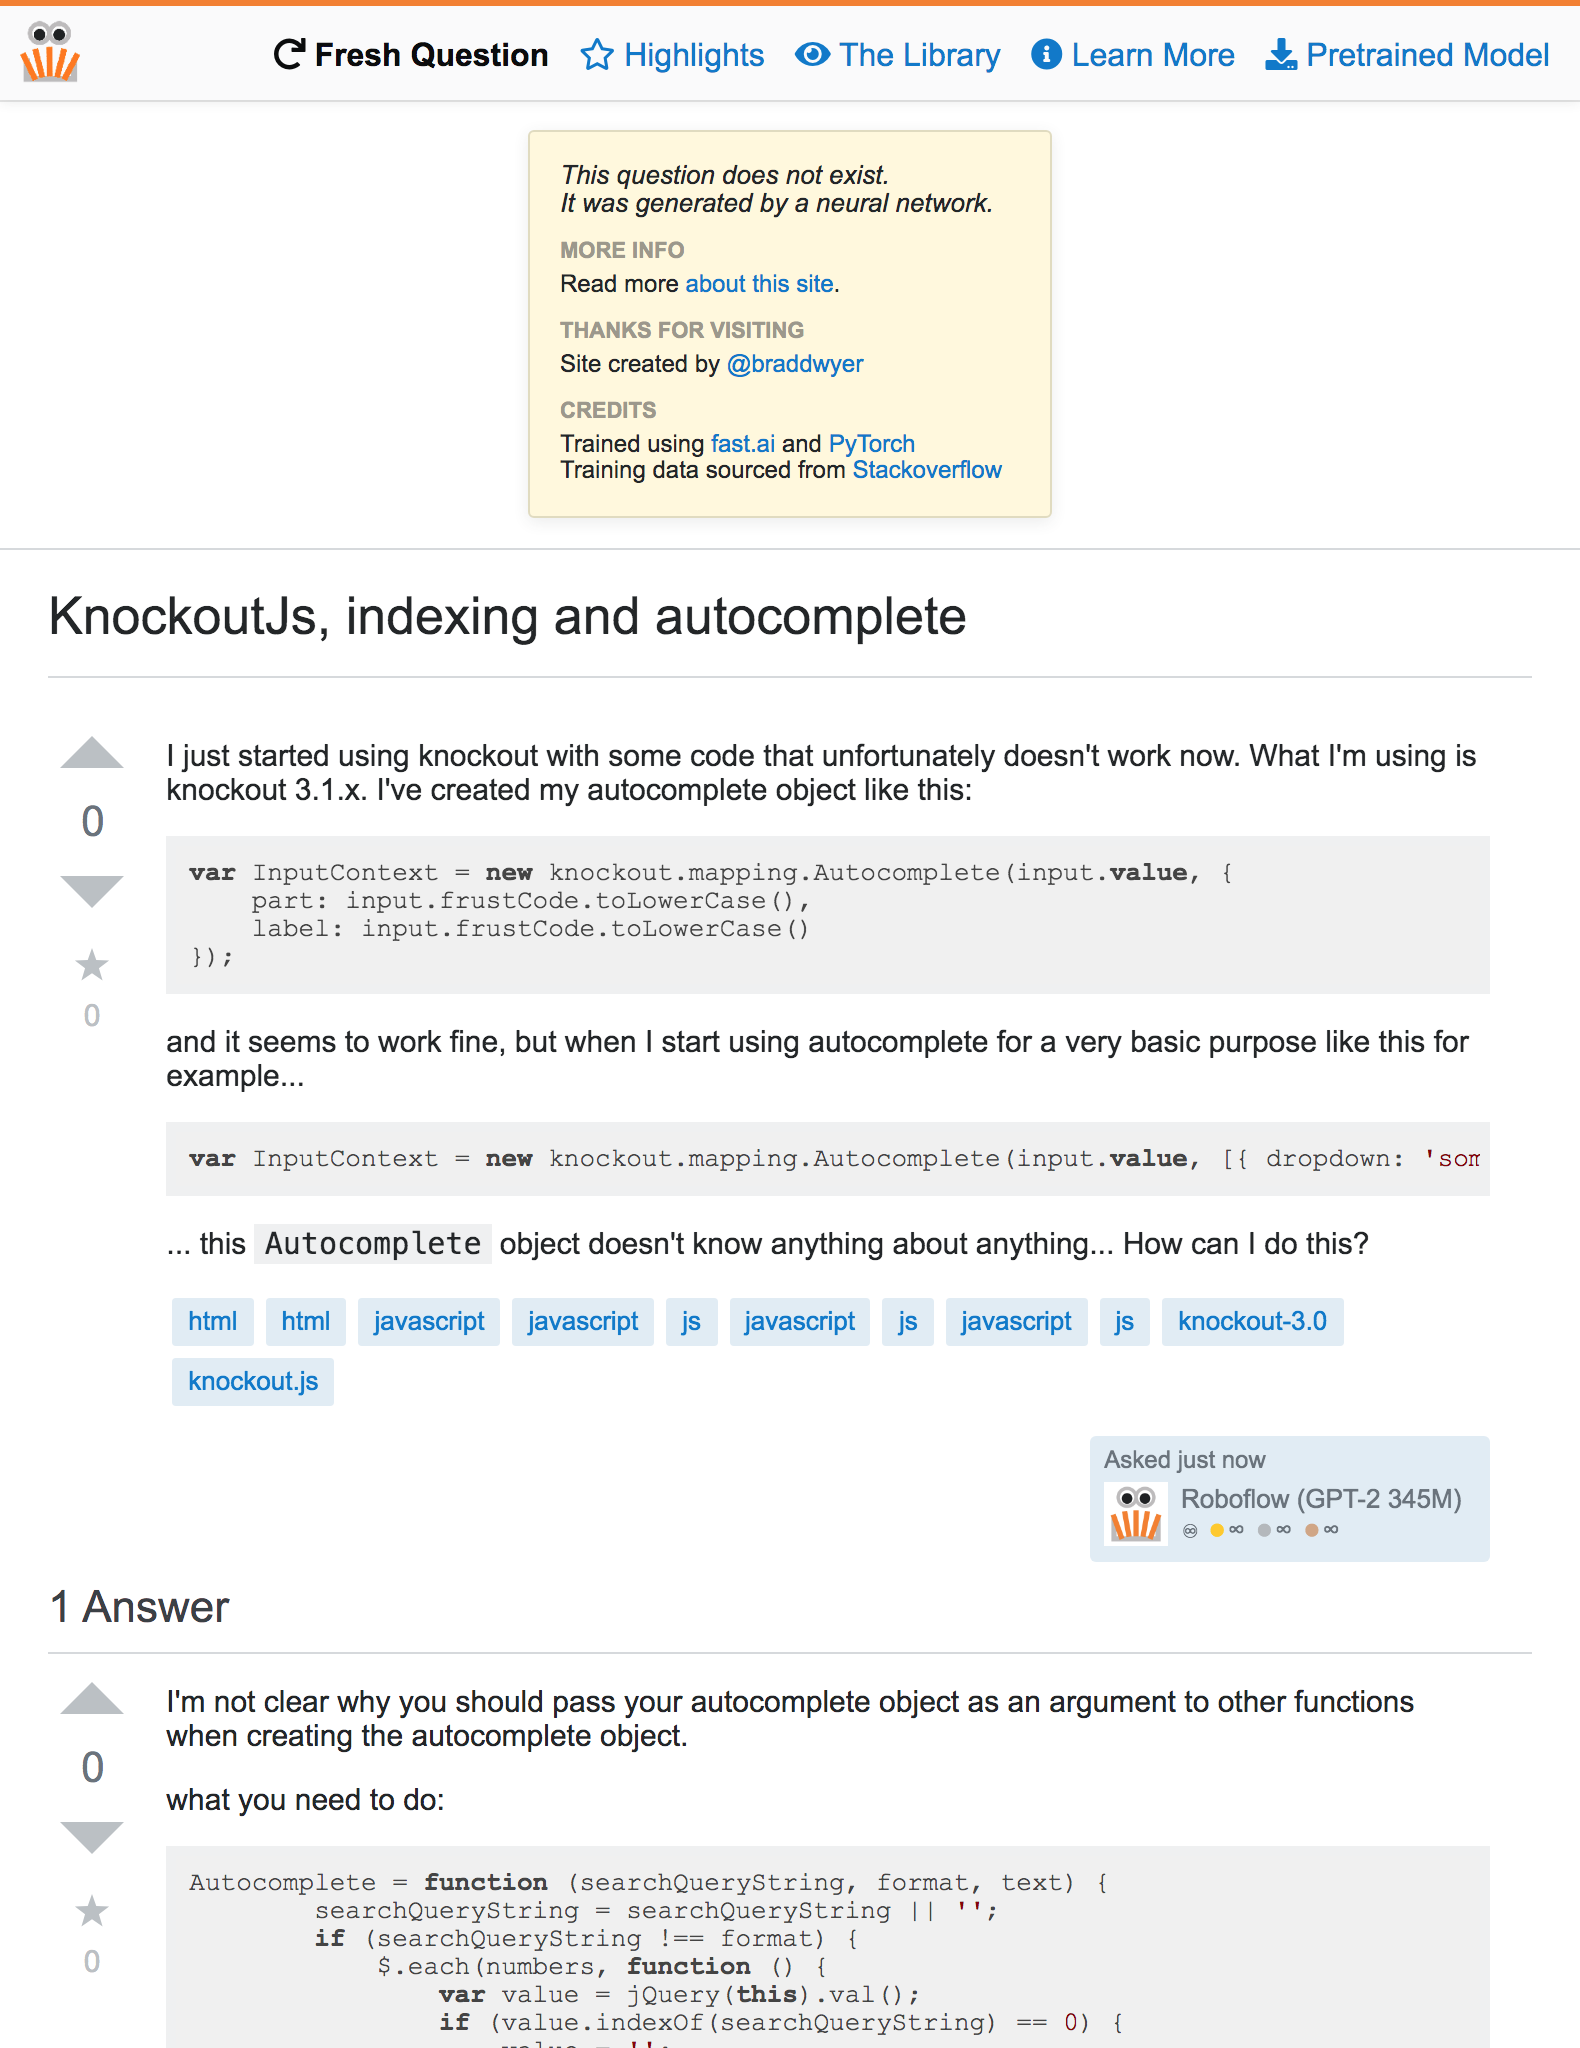 Fresh Question Highlights The Library Learn More Pretrained Model
This question does not exist.
It was generated by a neural network.
MORE INFO
Read more about this site.
THANKS FOR VISITING
Site created by @braddwyer
CREDITS
Trained using fast.ai and PyTorch
Training data sourced from Stackoverflow
KnockoutJs, indexing and autocomplete
0
0
I just started using knockout with some code that unfortunately doesn't work now. What I'm using is
knockout 3.1.x. I've created my autocomplete object like this:
var InputContext = new knockout.mapping.Autocomplete(input.value, {
    part: input.frustCode.toLowerCase(),
    label: input.frustCode.toLowerCase()
});
and it seems to work fine, but when I start using autocomplete for a very basic purpose like this for
example...
var InputContext = new knockout.mapping.Autocomplete(input.value, [{ dropdown: 'som
... this Autocomplete object doesn't know anything about anything... How can I do this?
html html javascript javascript js javascript js javascript js knockout-3.0
knockout.js
Asked just now
Roboflow (GPT-2 345M)
♾ ∞ ∞ ∞
1 Answer
0
0
I'm not clear why you should pass your autocomplete object as an argument to other functions
when creating the autocomplete object.
what you need to do:
Autocomplete = function (searchQueryString, format, text) {
        searchQueryString = searchQueryString || '';
        if (searchQueryString !== format) {
            $.each(numbers, function () {
                var value = jQuery(this).val();
                if (value.indexOf(searchQueryString) == 0) {